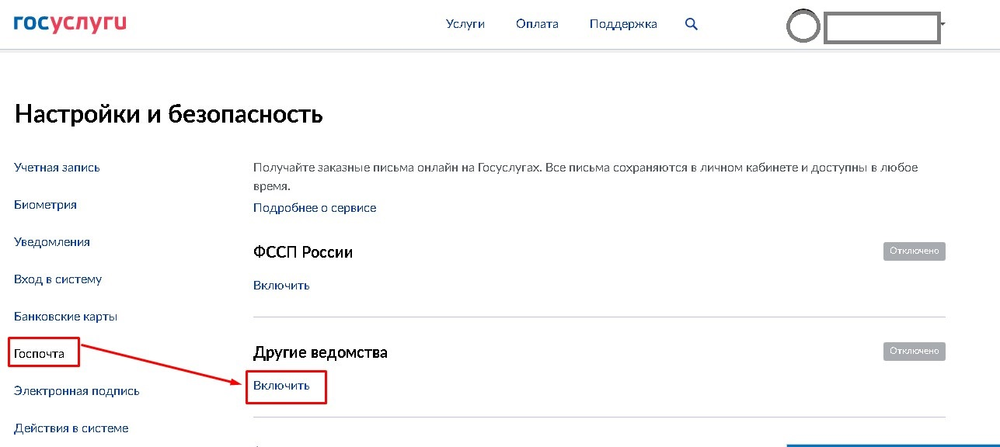 госуслуги
Услуги Оплата Поддержка
Настройки и безопасность
Учетная запись
Биометрия
Уведомления
Вход в систему
Банковские карты
Госпочта
Электронная подпись
Действия в системе
Получайте заказные письма онлайн на Госуслугах. Все письма сохраняются в личном кабинете и доступны в любое
время.
Подробнее о сервисе
ФССП России
Отключено
Включить
Другие ведомства
Отключено
Включить